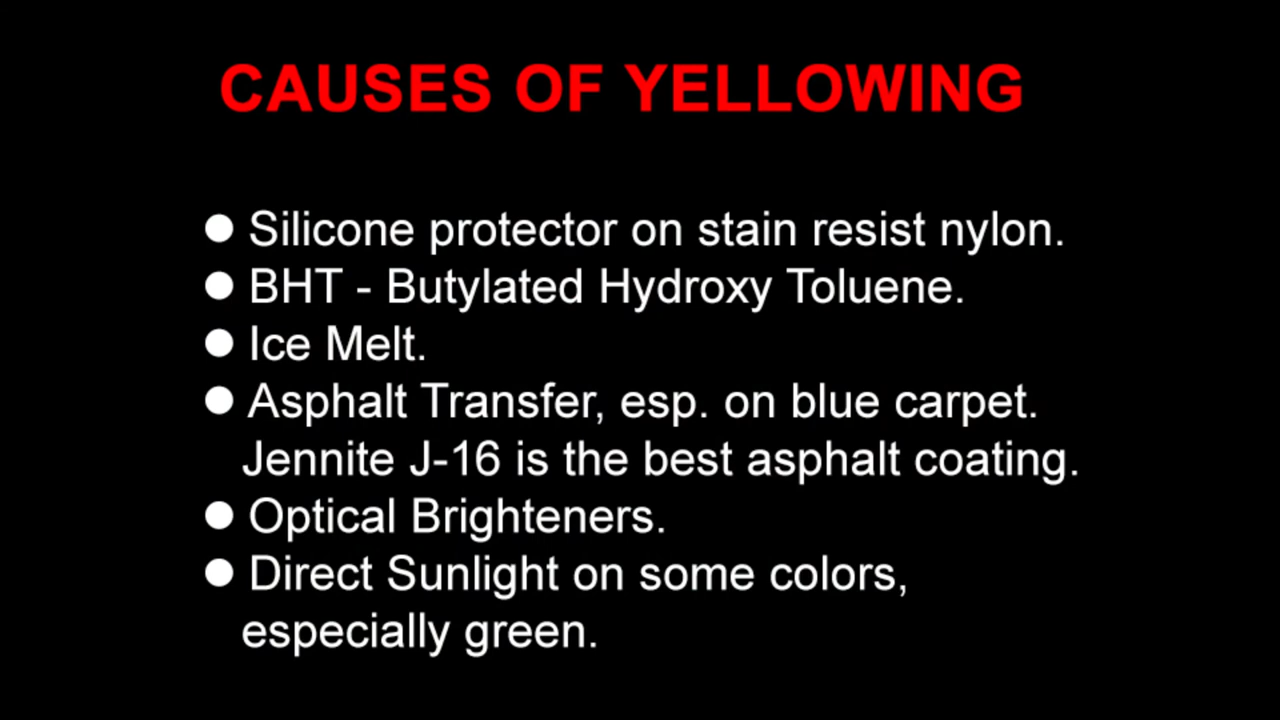 CAUSES OF YELLOWING
● Silicone protector on stain resist nylon.
● BHT - Butylated Hydroxy Toluene.
● Ice Melt.
● Asphalt Transfer, esp. on blue carpet.
Jennite J-16 is the best asphalt coating.
● Optical Brighteners.
● Direct Sunlight on some colors,
especially green.